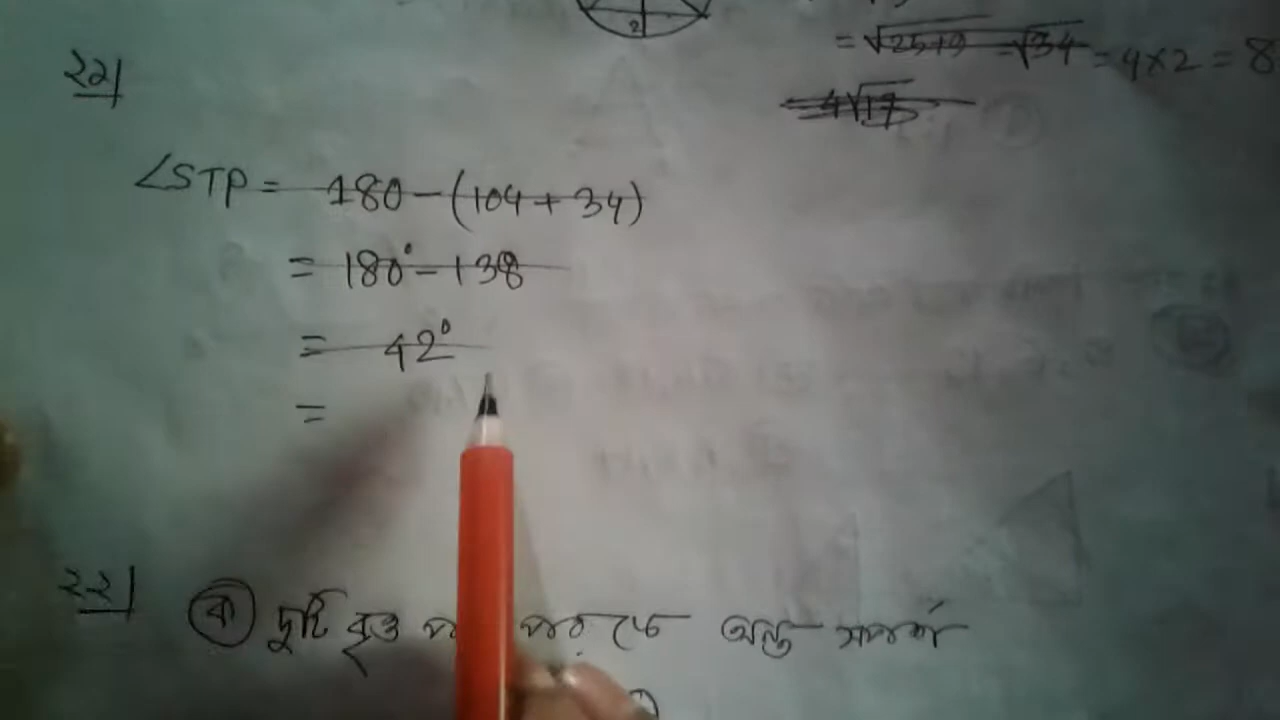 2
= √25+9 = √34 = 4×2 = 8
4√17
২১।
∠STP = 180 - (104 + 34)
= 180° - 138
= 42°
=
২২। ক দুটি বৃত্ত অন্ত স্পর্শ